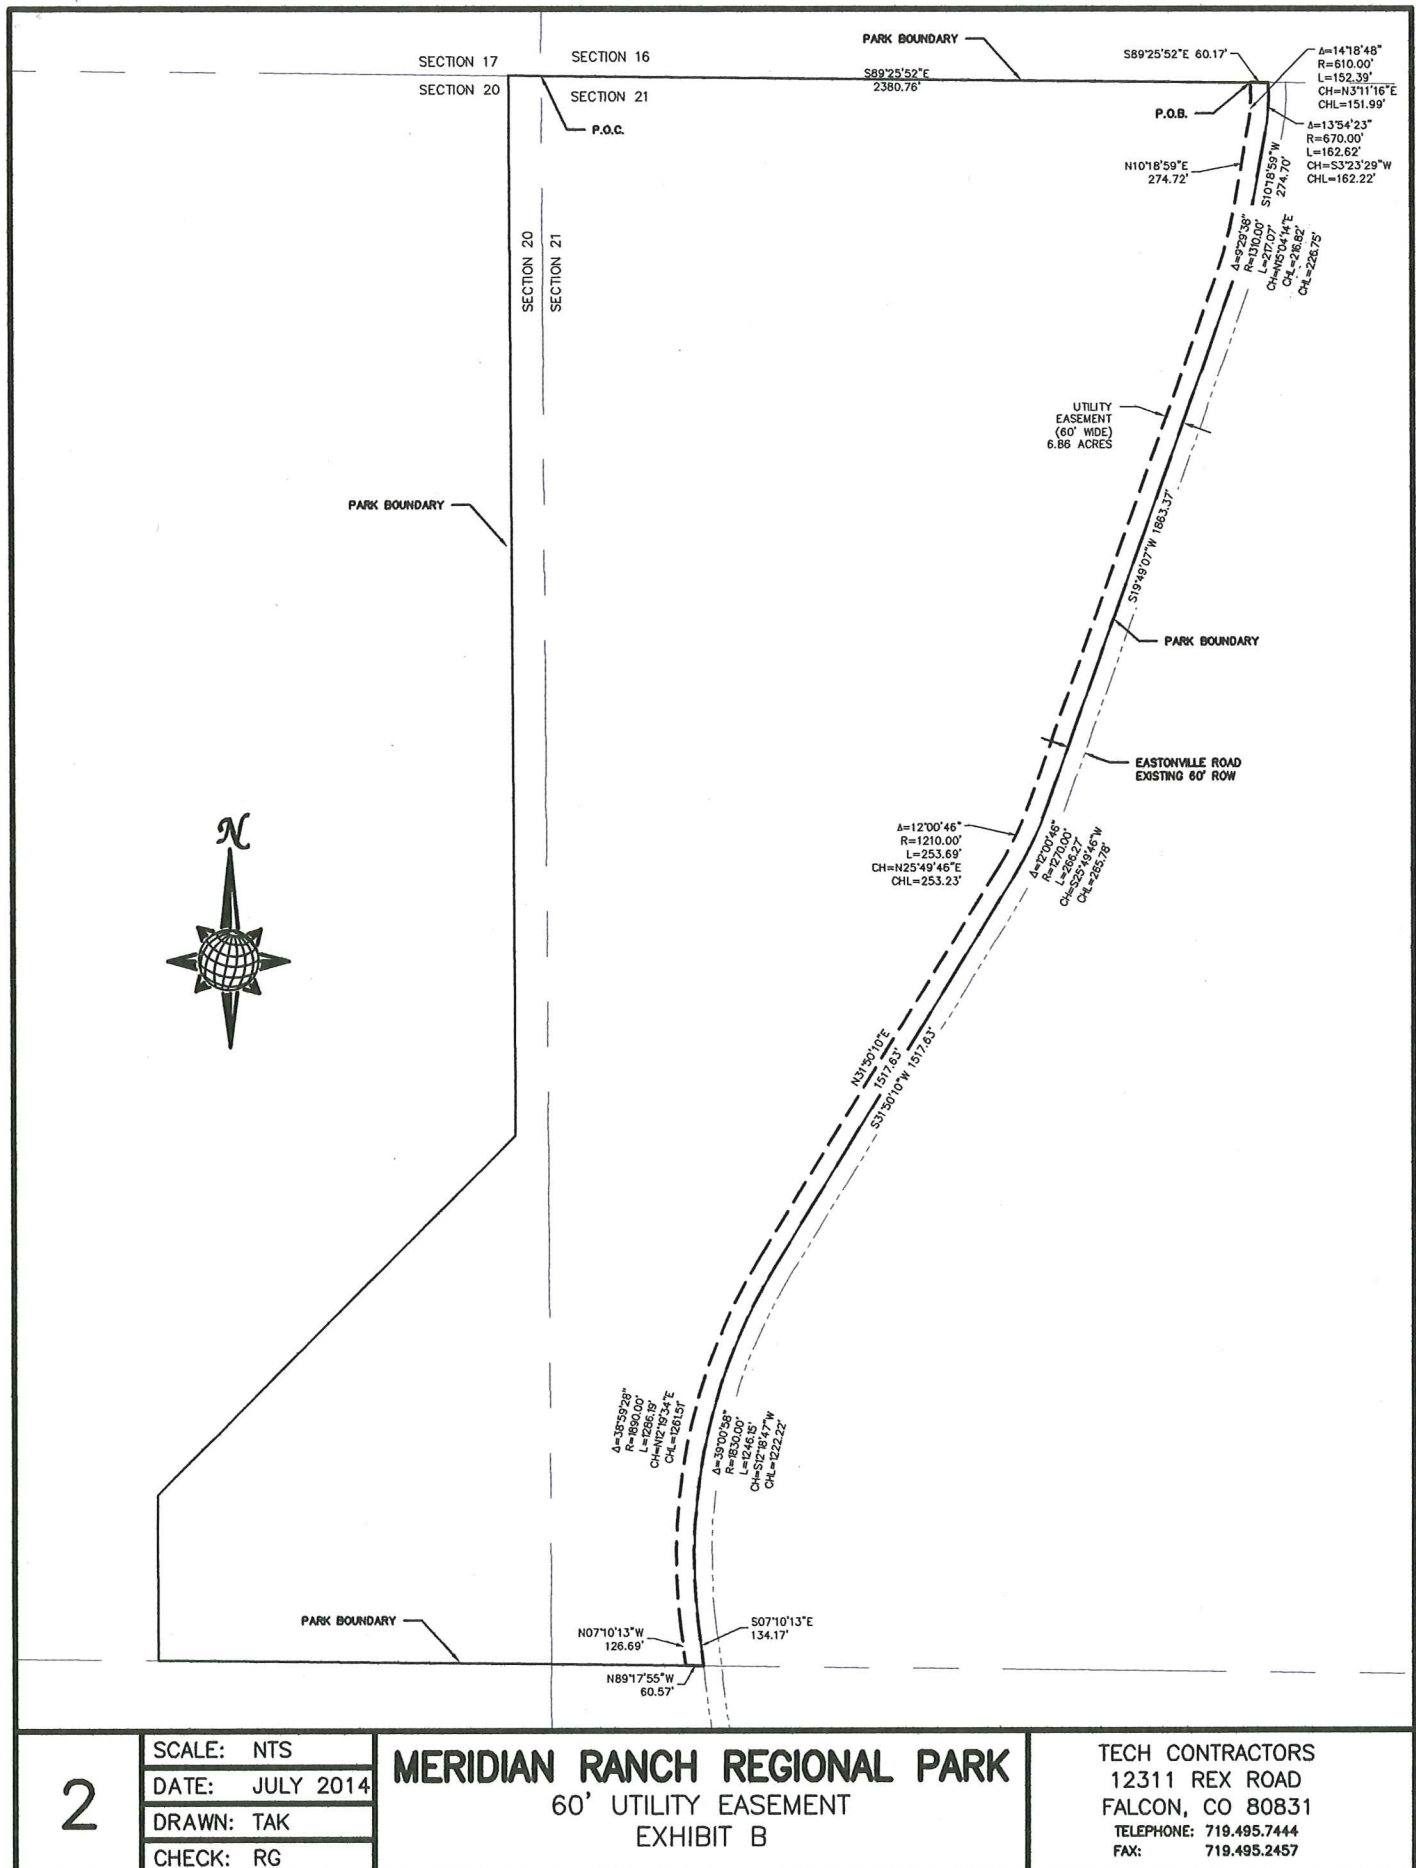 PARK BOUNDARY
SECTION 17
SECTION 16
S89°25'52"E 60.17'
Δ=14°18'48"
R=610.00'
L=152.39'
CH=N3°11'16"E
CHL=151.99'
S89°25'52"E
2380.76'
SECTION 20
SECTION 21
P.O.C.
P.O.B.
Δ=13°54'23"
R=670.00'
L=162.62'
CH=S3°23'29"W
CHL=162.22'
N10°18'59"E
274.72'
S10°18'59"W
274.70'
Δ=9°29'38"
R=1310.00'
L=217.07'
CH=N15°04'14"E
CHL=216.82'
CHL=226.75'
SECTION 20
SECTION 21
UTILITY
EASEMENT
(60' WIDE)
6.86 ACRES
PARK BOUNDARY
S19°49'07"W 1863.37'
PARK BOUNDARY
EASTONVILLE ROAD
EXISTING 60' ROW
N
Δ=12°00'46"
R=1210.00'
L=253.69'
CH=N25°49'46"E
CHL=253.23'
Δ=12°00'46"
R=1270.00'
L=266.27'
CH=S25°49'46"W
CHL=265.78'
N31°50'10"E
1517.63'
S31°50'10"W 1517.63'
Δ=38°59'28"
R=1890.00'
L=1286.19'
CH=N12°19'34"E
CHL=1261.51'
Δ=39°00'58"
R=1830.00'
L=1246.15'
CH=S12°18'47"W
CHL=1222.22'
PARK BOUNDARY
N07°10'13"W
126.69'
S07°10'13"E
134.17'
N89°17'55"W
60.57'
2
SCALE: NTS
DATE: JULY 2014
DRAWN: TAK
CHECK: RG
MERIDIAN RANCH REGIONAL PARK
60' UTILITY EASEMENT
EXHIBIT B
TECH CONTRACTORS
12311 REX ROAD
FALCON, CO 80831
TELEPHONE: 719.495.7444
FAX: 719.495.2457